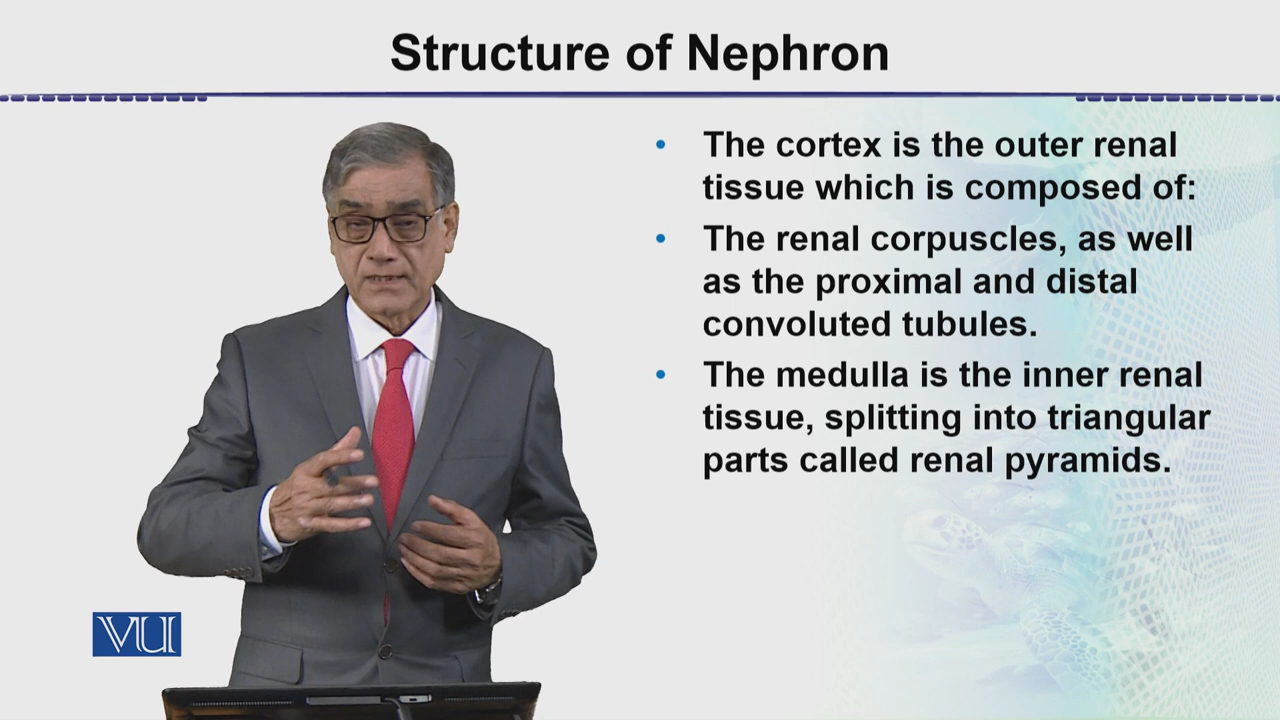 Structure of Nephron
• The cortex is the outer renal
tissue which is composed of:
• The renal corpuscles, as well
as the proximal and distal
convoluted tubules.
• The medulla is the inner renal
tissue, splitting into triangular
parts called renal pyramids.
VU